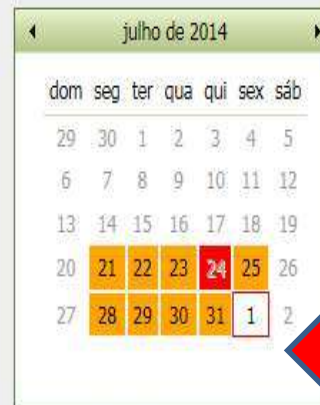 julho de 2014
dom seg ter qua qui sex sáb
29 30 1 2 3 4 5
6 7 8 9 10 11 12
13 14 15 16 17 18 19
20 21 22 23 24 25 26
27 28 29 30 31 1 2